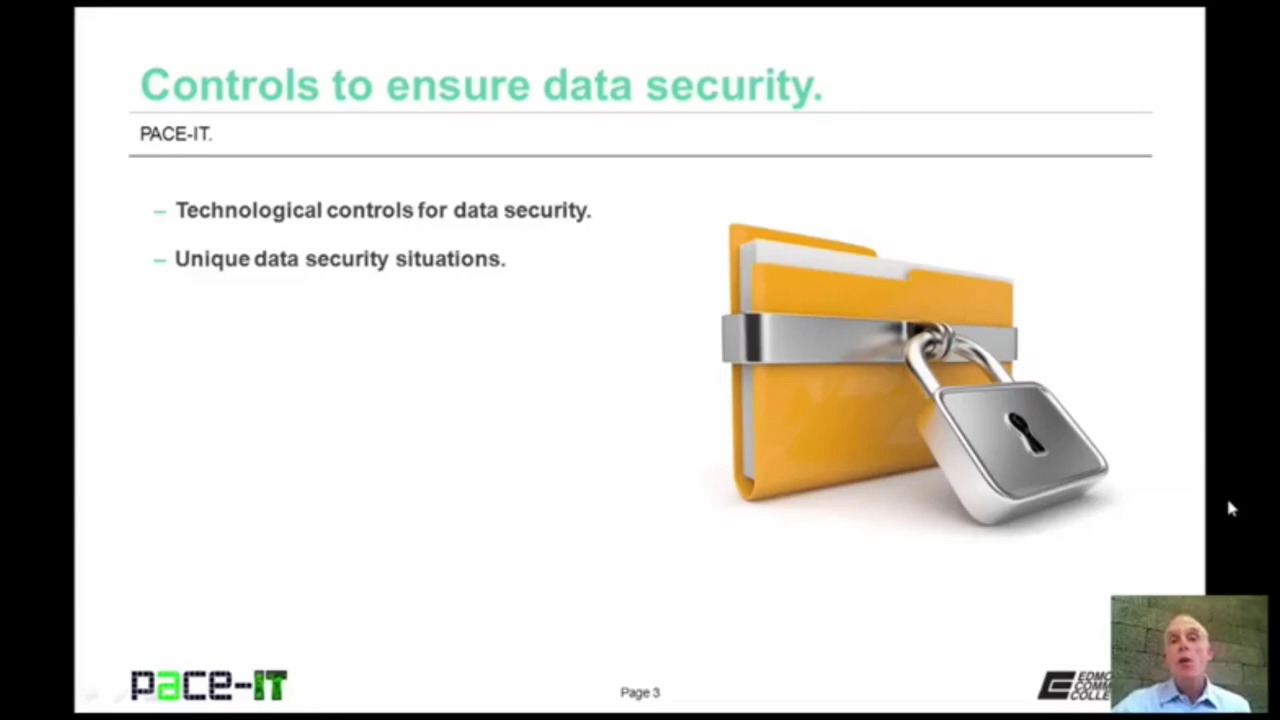 Controls to ensure data security.
PACE-IT.
– Technological controls for data security.
– Unique data security situations.
pace-IT
Page 3